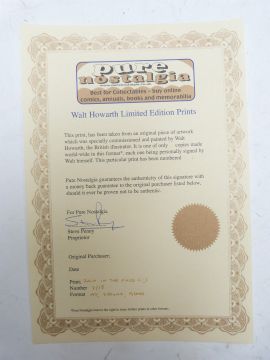 pure
nostalgia
Best for Collectables - buy online
comics, annuals, books and memorabilia
Walt Howarth Limited Edition Prints
This print, has been taken from an original piece of artwork
which was specially commissioned and painted by Walt
Howarth, the British illustrator. It is one of only copies made
world-wide in this format*, each one being personally signed by
Walt himself. This particular print has been numbered
Pure Nostalgia guarantees the authenticity of this signature with
a money back guarantee to the original purchaser listed below,
should it ever be proven not to be authentic.
For Pure Nostalgia
Steve Penny
Proprietor
Original Purchaser,
Date
Print.
Number
Format